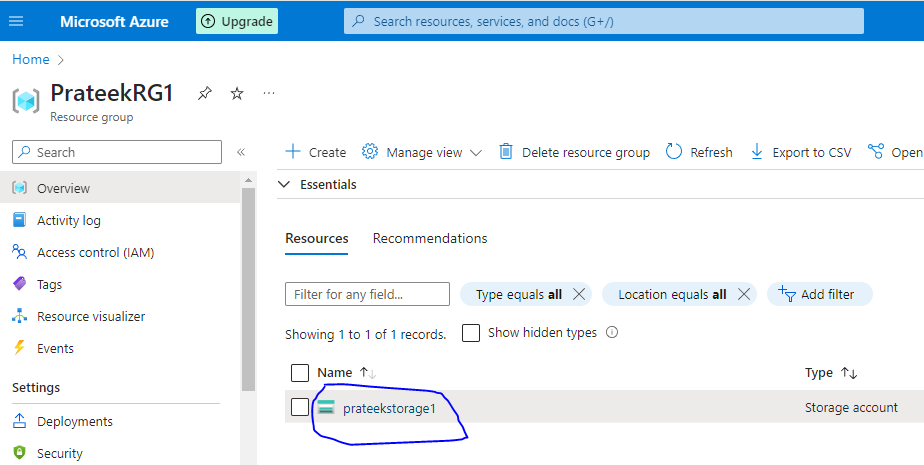 Microsoft Azure Upgrade Search resources, services, and docs (G+/)
Home
PrateekRG1
Resource group
Search
Create Manage view Delete resource group Refresh Export to CSV Open
Essentials
Overview
Activity log
Access control (IAM)
Tags
Resource visualizer
Events
Settings
Deployments
Security
Resources Recommendations
Filter for any field... Type equals all Location equals all Add filter
Showing 1 to 1 of 1 records. Show hidden types
Name Type
prateekstorage1 Storage account